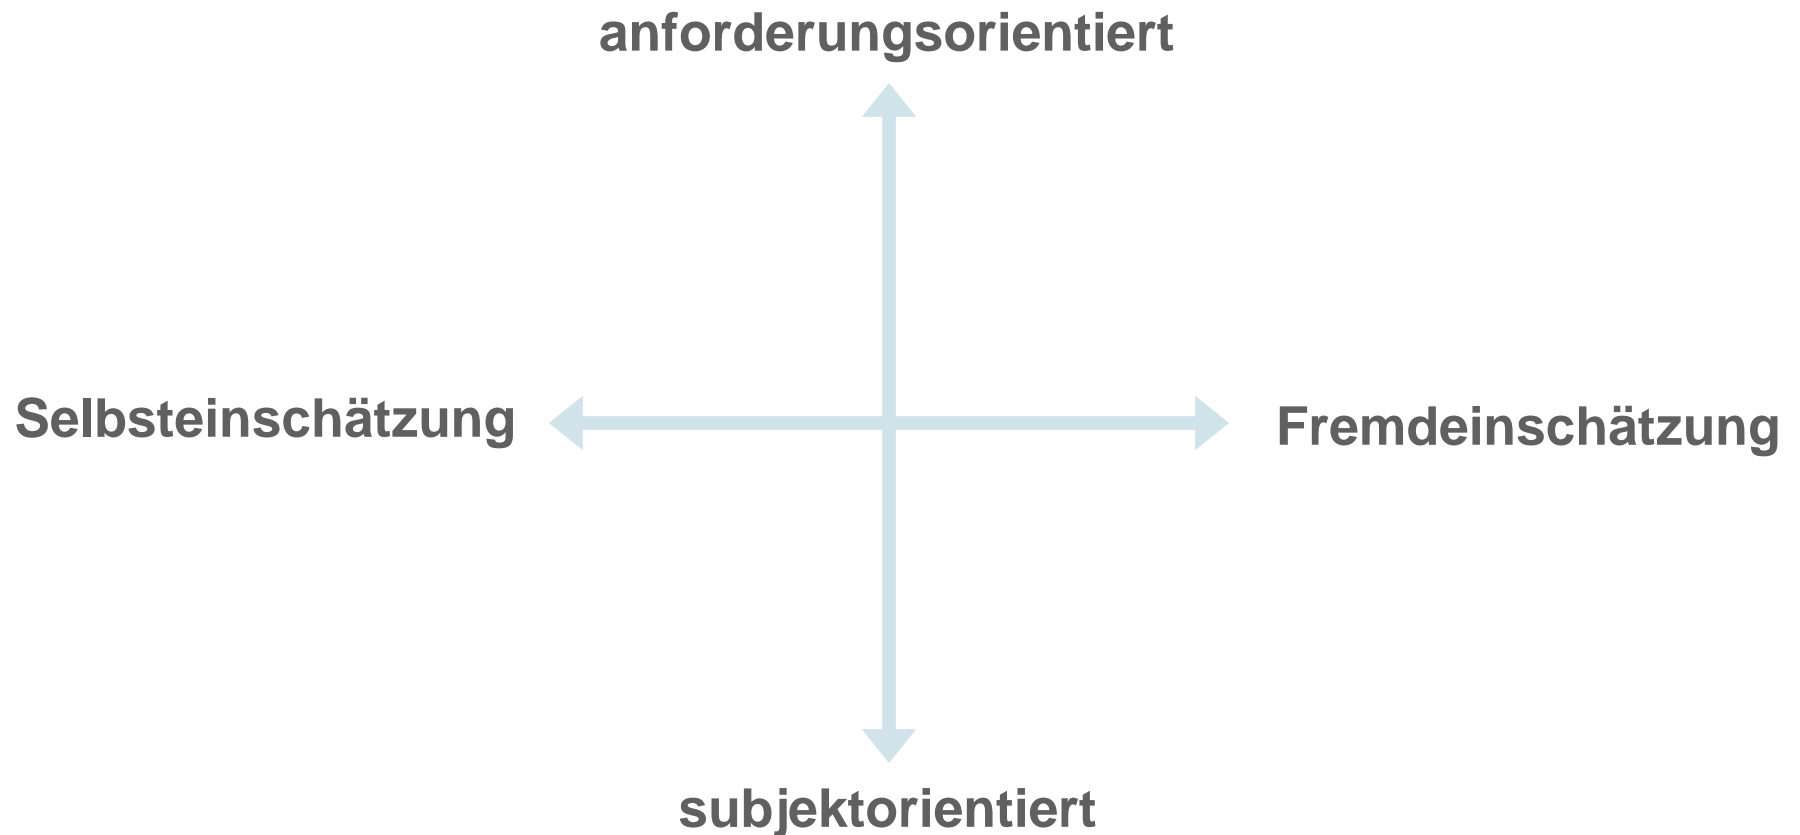 anforderungsorientiert
Selbsteinschätzung
Fremdeinschätzung
subjektorientiert